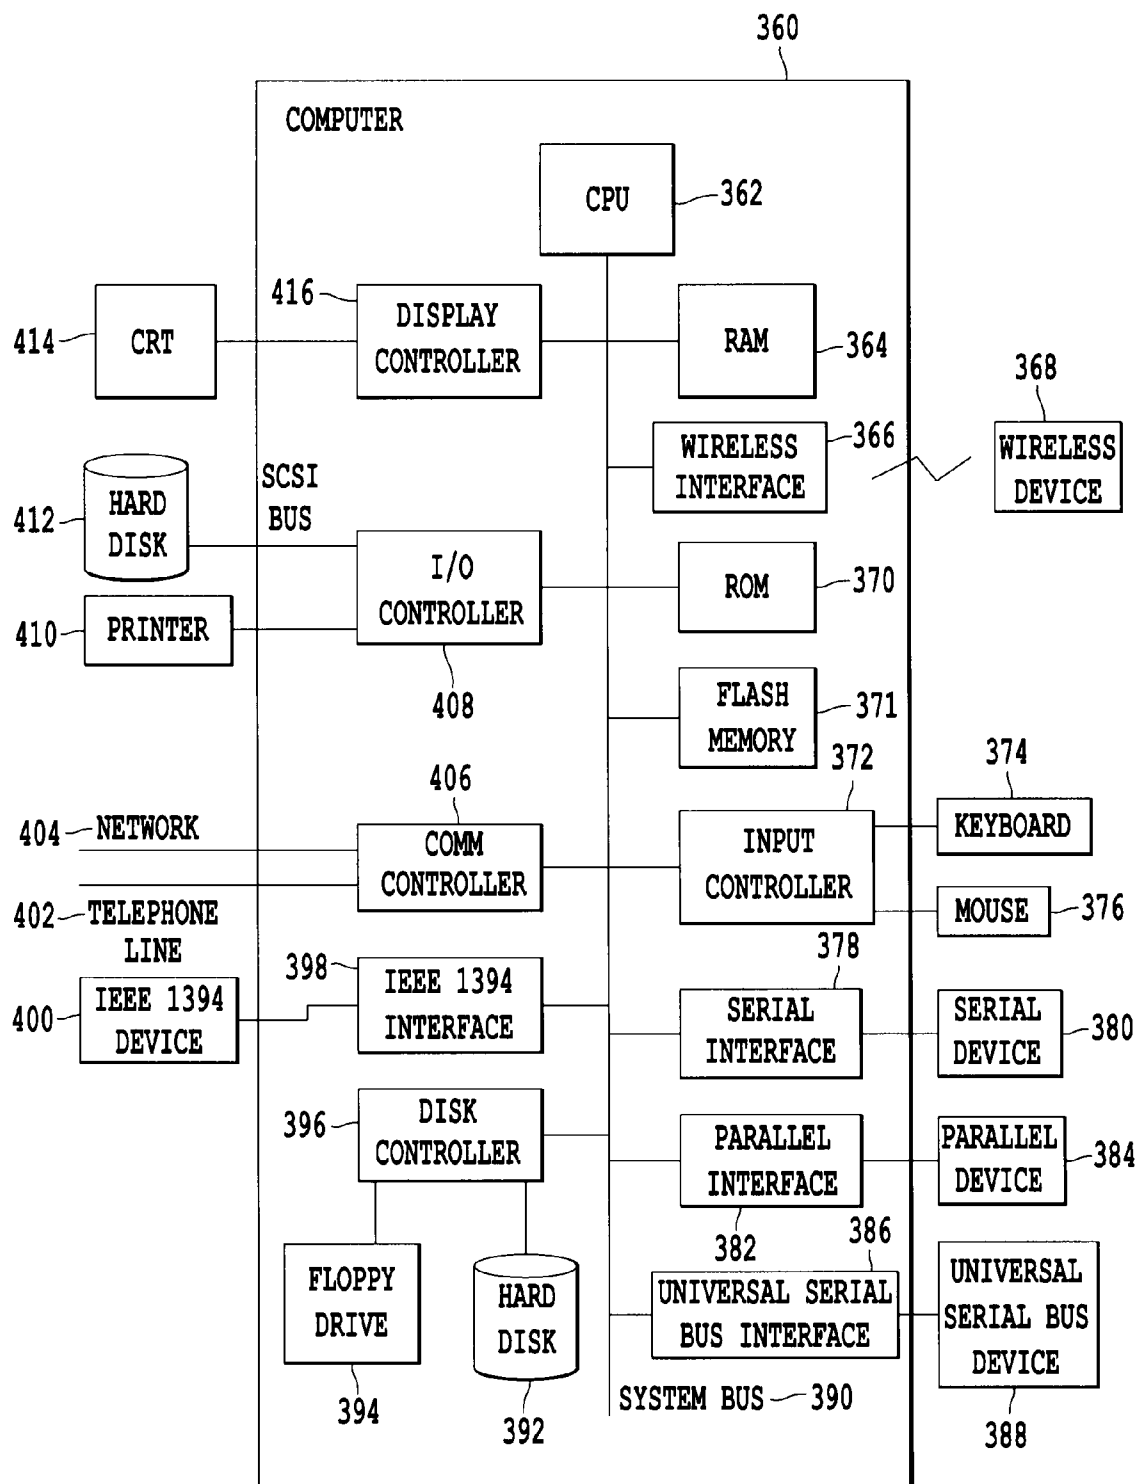 360
COMPUTER
CPU
362
416
414
CRT
DISPLAY
CONTROLLER
RAM
364
368
366
WIRELESS
INTERFACE
WIRELESS
DEVICE
SCSI
BUS
412
HARD
DISK
I/O
CONTROLLER
ROM
370
410
PRINTER
408
FLASH
MEMORY
371
372
374
406
404
NETWORK
COMM
CONTROLLER
INPUT
CONTROLLER
KEYBOARD
402
TELEPHONE
LINE
MOUSE
376
398
378
400
IEEE 1394
DEVICE
IEEE 1394
INTERFACE
SERIAL
INTERFACE
SERIAL
DEVICE
380
396
DISK
CONTROLLER
PARALLEL
INTERFACE
PARALLEL
DEVICE
384
382
386
FLOPPY
DRIVE
HARD
DISK
UNIVERSAL SERIAL
BUS INTERFACE
UNIVERSAL
SERIAL BUS
DEVICE
394
392
SYSTEM BUS
390
388